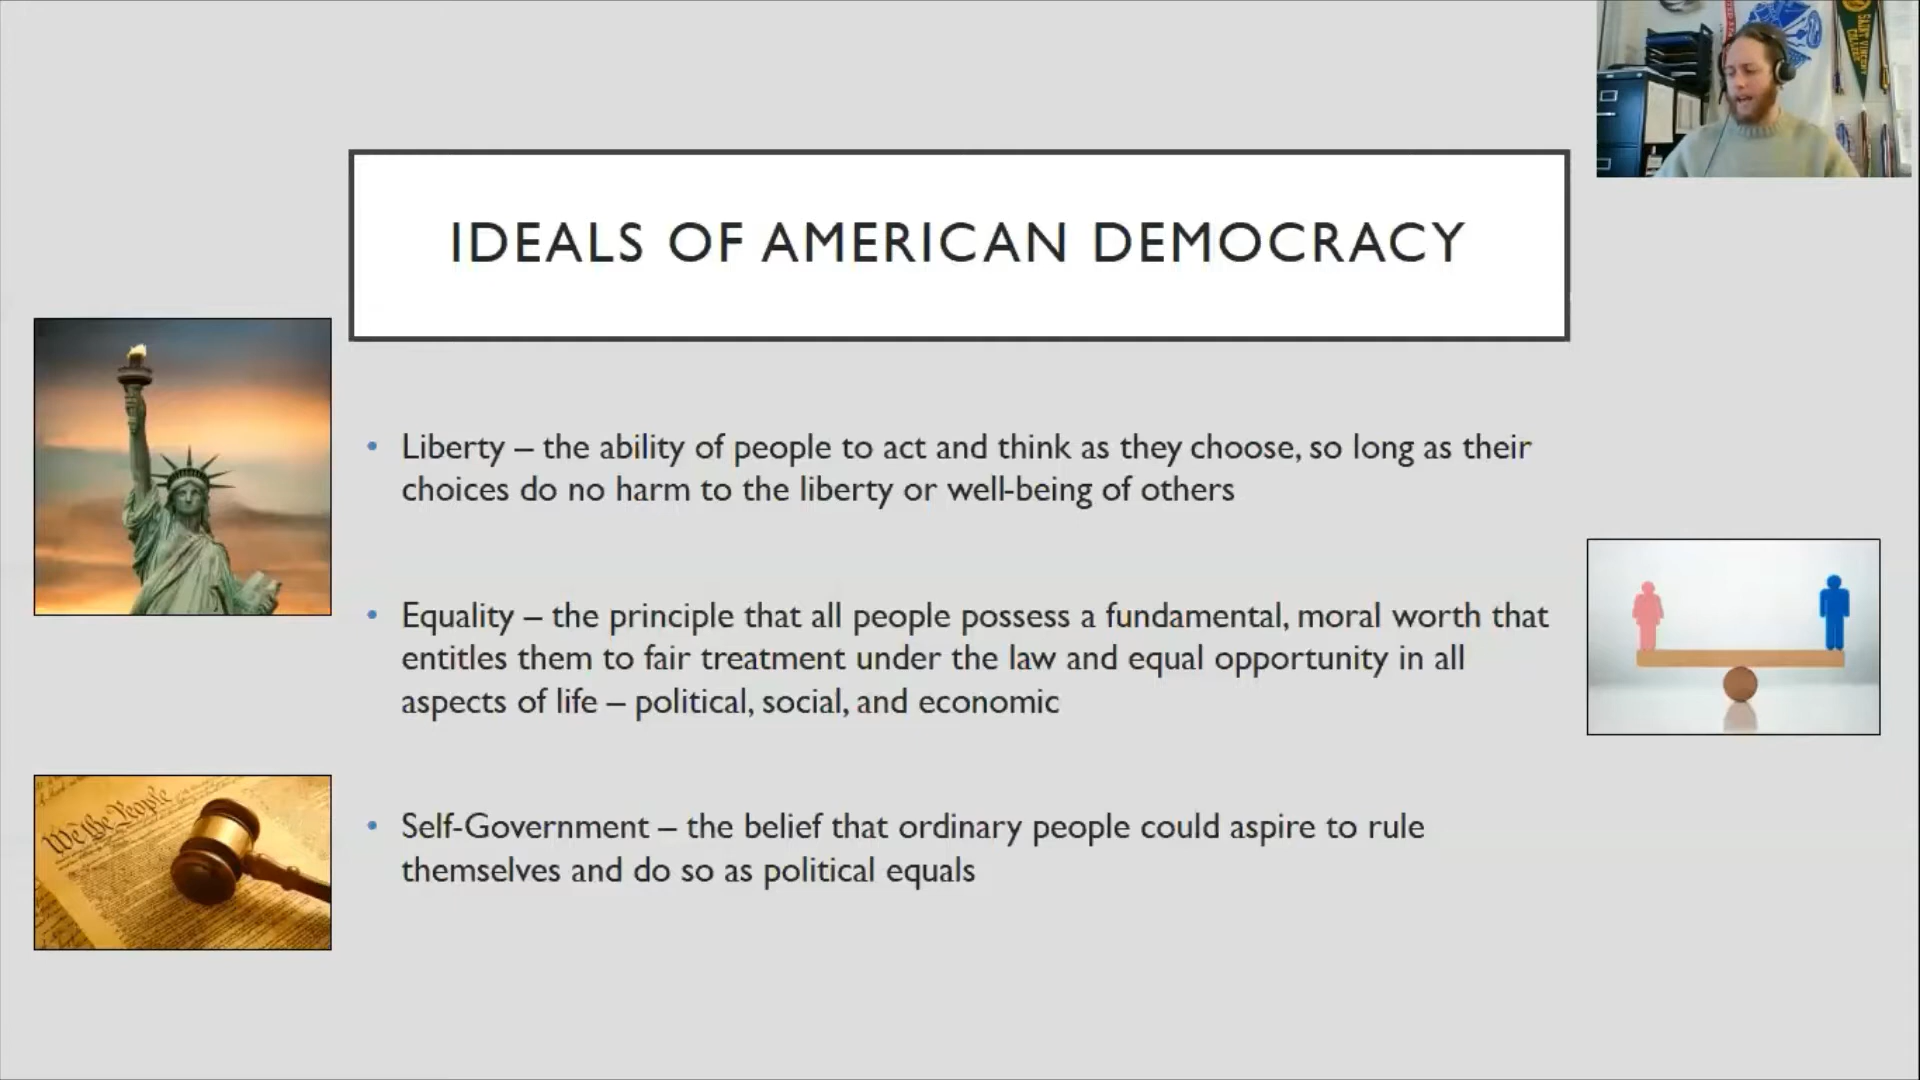 IDEALS OF AMERICAN DEMOCRACY
• Liberty – the ability of people to act and think as they choose, so long as their
choices do no harm to the liberty or well-being of others
• Equality – the principle that all people possess a fundamental, moral worth that
entitles them to fair treatment under the law and equal opportunity in all
aspects of life – political, social, and economic
We the People
• Self-Government – the belief that ordinary people could aspire to rule
themselves and do so as political equals
SAINT VINCENT